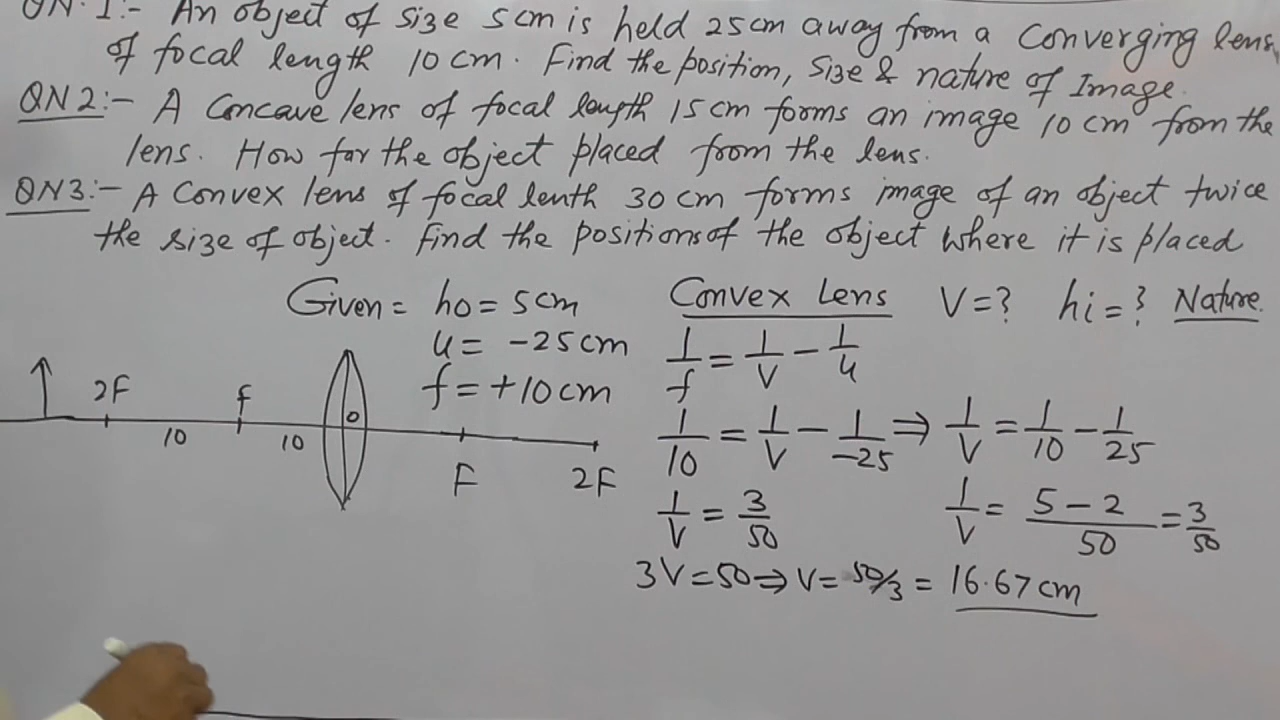 QN.1:- An object of size 5cm is held 25cm away from a converging lens,
of focal length 10 cm. Find the position, size & nature of Image.
QN2:- A Concave lens of focal length 15cm forms an image 10 cm from the
lens. How far the object placed from the lens.
QN3:- A Convex lens of focal lenth 30 cm forms image of an object twice
the size of object. Find the positions of the object where it is placed
Given = ho = 5cm
u = -25cm
f = +10cm
Convex Lens V=? hi=? Nature.
1/f = 1/V - 1/u
1/10 = 1/V - 1/-25 ⇒ 1/V = 1/10 - 1/25
1/V = 3/50 1/V = 5-2/50 = 3/50
3V = 50 ⇒ V = 50/3 = 16.67 cm
2F f O
10 10
F 2F